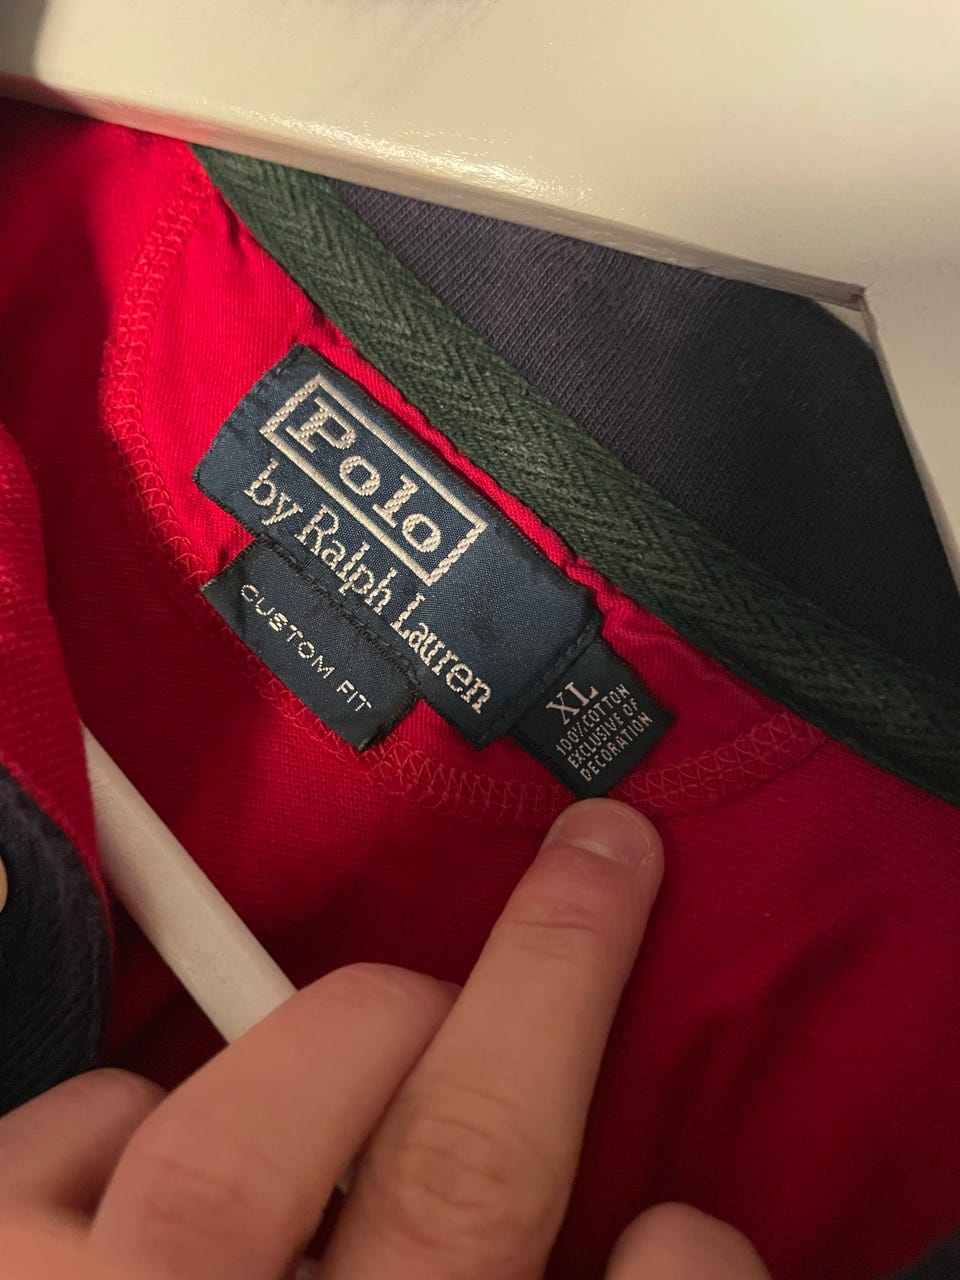 Polo
by Ralph Lauren
CUSTOM FIT
XL
100% COTTON
EXCLUSIVE OF
DECORATION